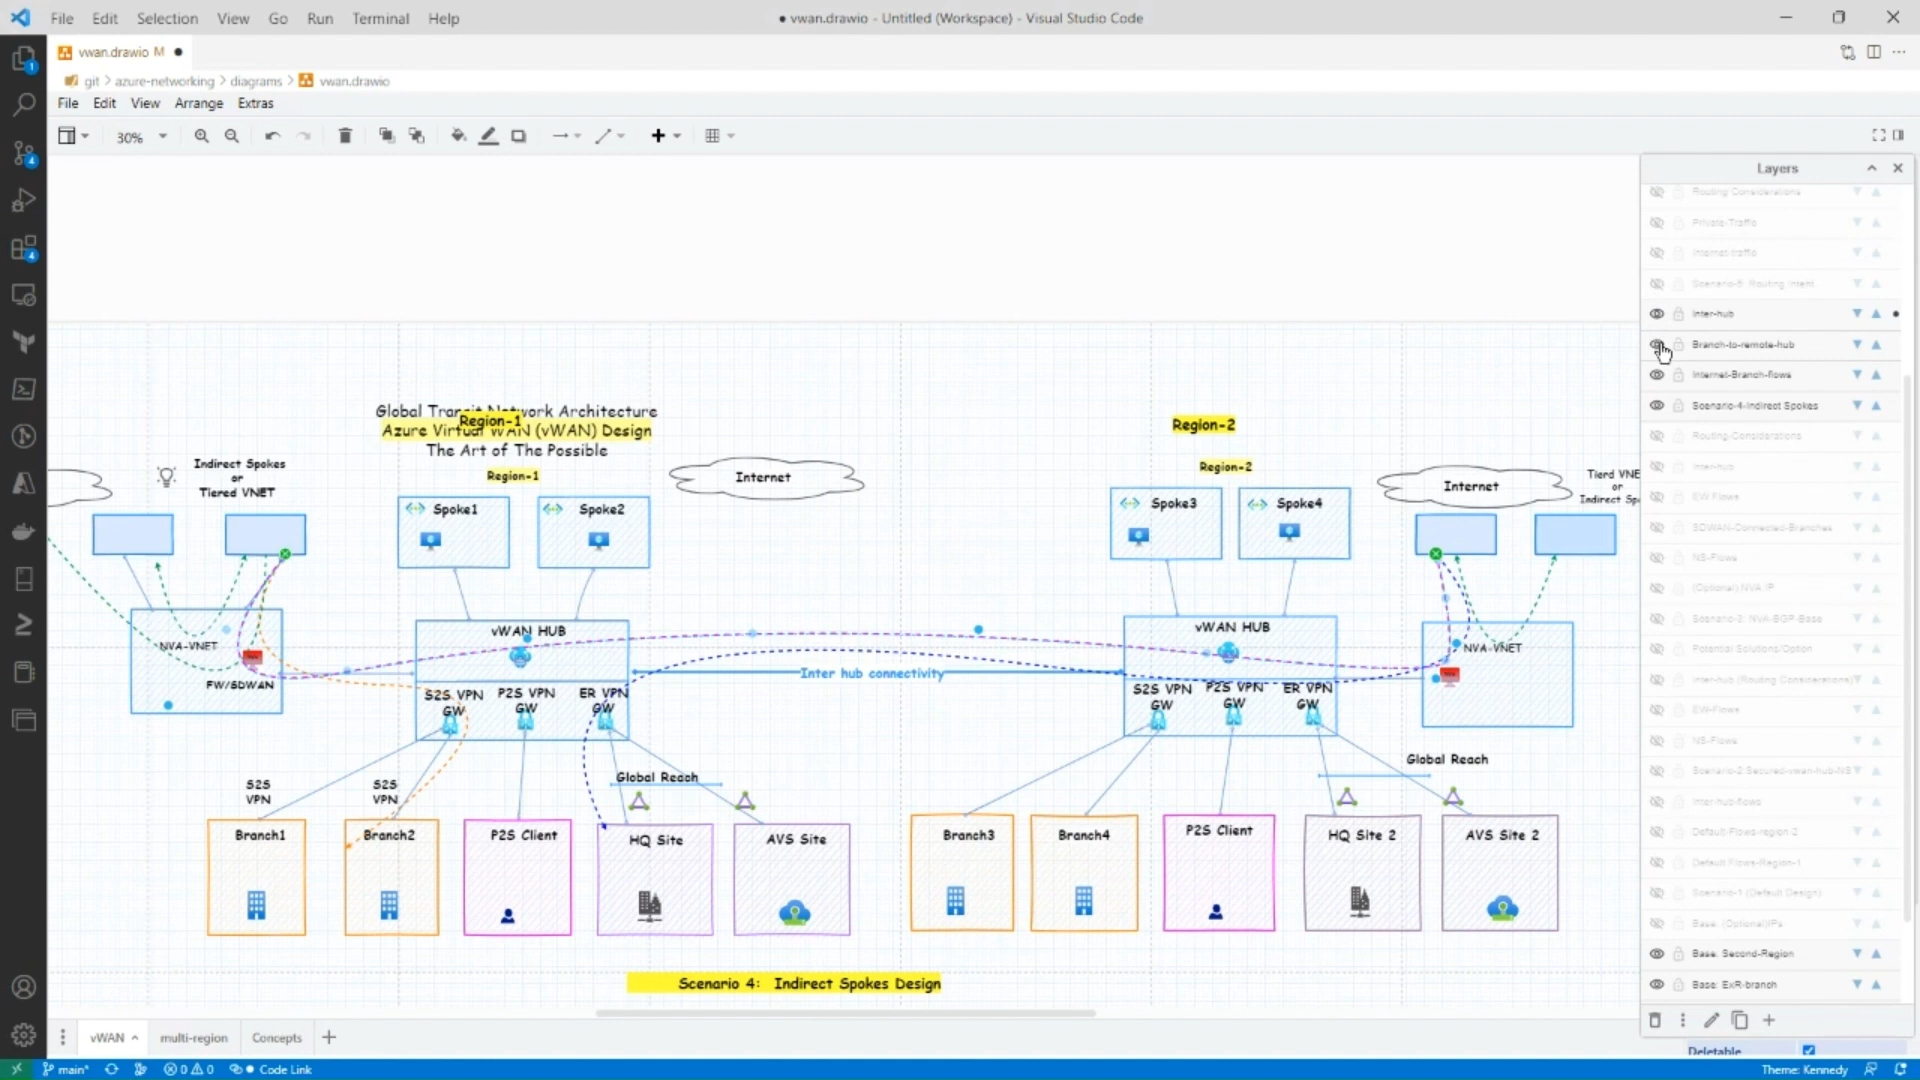 File Edit Selection View Go Run Terminal Help
● vwan.drawio - Untitled (Workspace) - Visual Studio Code
vwan.drawio M
git > azure-networking > diagrams > vwan.drawio
File Edit View Arrange Extras
30%
Layers
Routing Considerations
Private-Traffic
Internet-traffic
Scenario-5: Routing Intent
Inter-hub
Branch-to-remote-hub
Internet-Branch-flows
Scenario-4-Indirect Spokes
Routing-Considerations
Inter-hub
EW Flows
SDWAN-Connected-Branches
NS-Flows
(Optional) NVA IP
Scenario-3: NVA-BGP-Base
Potential Solutions/Option
Inter-hub (Routing Considerations)
EW-Flows
NS-Flows
Scenario-2:Secured-vwan-hub-NS
Inter-hub-flows
Default Flows-region-2
Default-Flows-Region-1
Scenario-1 (Default Design)
Base: (Optional)IPs
Base: Second-Region
Base: ExR-branch
Deletable
Global Transit Network Architecture
Azure Virtual WAN (vWAN) Design
The Art of The Possible
Region-1
Region-1
Region-2
Region-2
Indirect Spokes
or
Tiered VNET
Internet
Internet
Tierd VNE
or
Indirect Sp
Spoke1
Spoke2
Spoke3
Spoke4
NVA-VNET
FW/SDWAN
vWAN HUB
S2S VPN
GW
P2S VPN
GW
ER VPN
GW
Inter hub connectivity
vWAN HUB
S2S VPN
GW
P2S VPN
GW
ER VPN
GW
NVA-VNET
S2S
VPN
S2S
VPN
Global Reach
Global Reach
Branch1
Branch2
P2S Client
HQ Site
AVS Site
Branch3
Branch4
P2S Client
HQ Site 2
AVS Site 2
Scenario 4: Indirect Spokes Design
vWAN
multi-region
Concepts
main*
0 0
Code Link
Theme: Kennedy
1
4
4